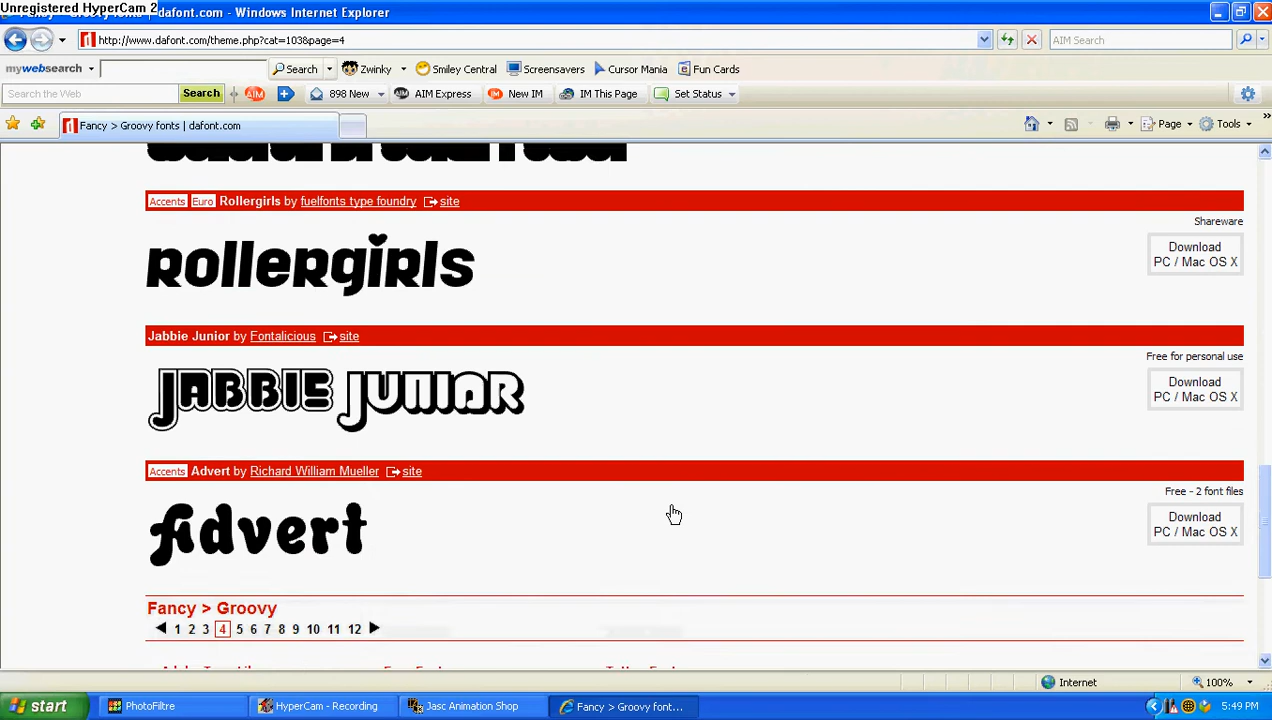 Unregistered HyperCam 2
dafont.com - Windows Internet Explorer
http://www.dafont.com/theme.php?cat=103&page=4
AIM Search
mywebsearch Search Zwinky Smiley Central Screensavers Cursor Mania Fun Cards
Search the Web Search AIM 898 New AIM Express New IM IM This Page Set Status
Fancy > Groovy fonts | dafont.com
Page Tools
Accents Euro Rollergirls by fuelfonts type foundry site
Shareware
Download
PC / Mac OS X
Rollergirls
Jabbie Junior by Fontalicious site
Free for personal use
Download
PC / Mac OS X
Jabbie Junior
Accents Advert by Richard William Mueller site
Free - 2 font files
Download
PC / Mac OS X
Advert
Fancy > Groovy
1 2 3 4 5 6 7 8 9 10 11 12
Internet 100%
start PhotoFiltre HyperCam - Recording Jasc Animation Shop Fancy > Groovy font... 5:49 PM